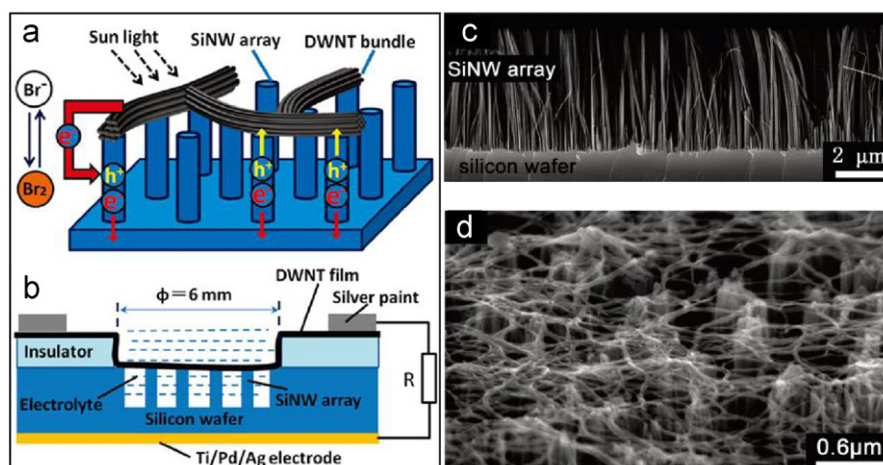 a
Sun light
SiNW array
DWNT bundle
Br⁻
Br₂
e⁻
h⁺
e⁻
h⁺
e⁻
h⁺
e⁻
b
ϕ=6 mm
DWNT film
Silver paint
Insulator
R
Electrolyte
SiNW array
Silicon wafer
Ti/Pd/Ag electrode
c
SiNW array
silicon wafer
2 μm
d
0.6μm